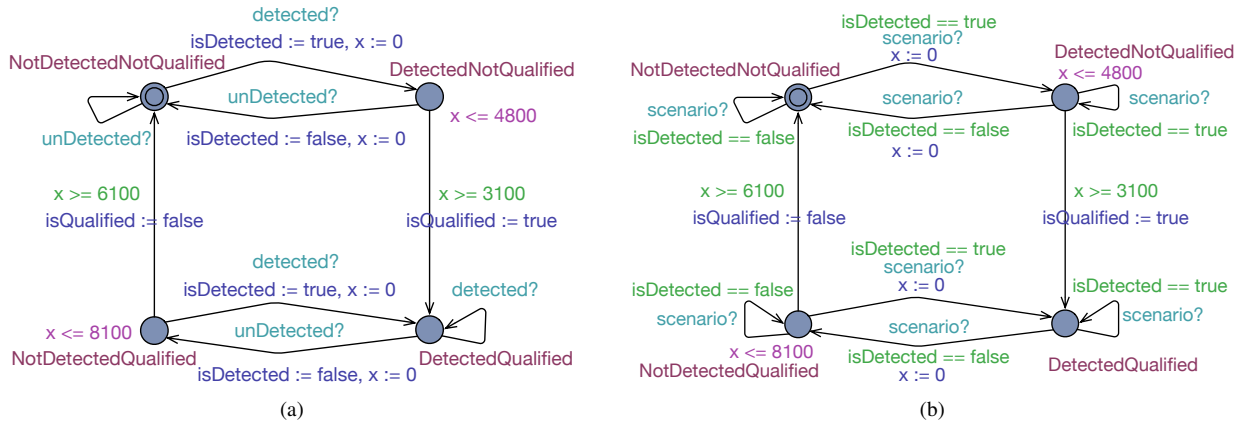 detected?
isDetected := true, x := 0
NotDetectedNotQualified
DetectedNotQualified
unDetected?
x <= 4800
unDetected?
isDetected := false, x := 0
x >= 6100
x >= 3100
isQualified := false
isQualified := true
detected?
isDetected := true, x := 0
detected?
x <= 8100
unDetected?
NotDetectedQualified
DetectedQualified
isDetected := false, x := 0
(a)
isDetected == true
scenario?
x := 0
NotDetectedNotQualified
DetectedNotQualified
x <= 4800
scenario?
scenario?
scenario?
isDetected == false
isDetected == false
isDetected == true
x := 0
x >= 6100
x >= 3100
isQualified := false
isQualified := true
isDetected == true
scenario?
x := 0
isDetected == false
isDetected == true
scenario?
scenario?
scenario?
x <= 8100
isDetected == false
NotDetectedQualified
DetectedQualified
x := 0
(b)